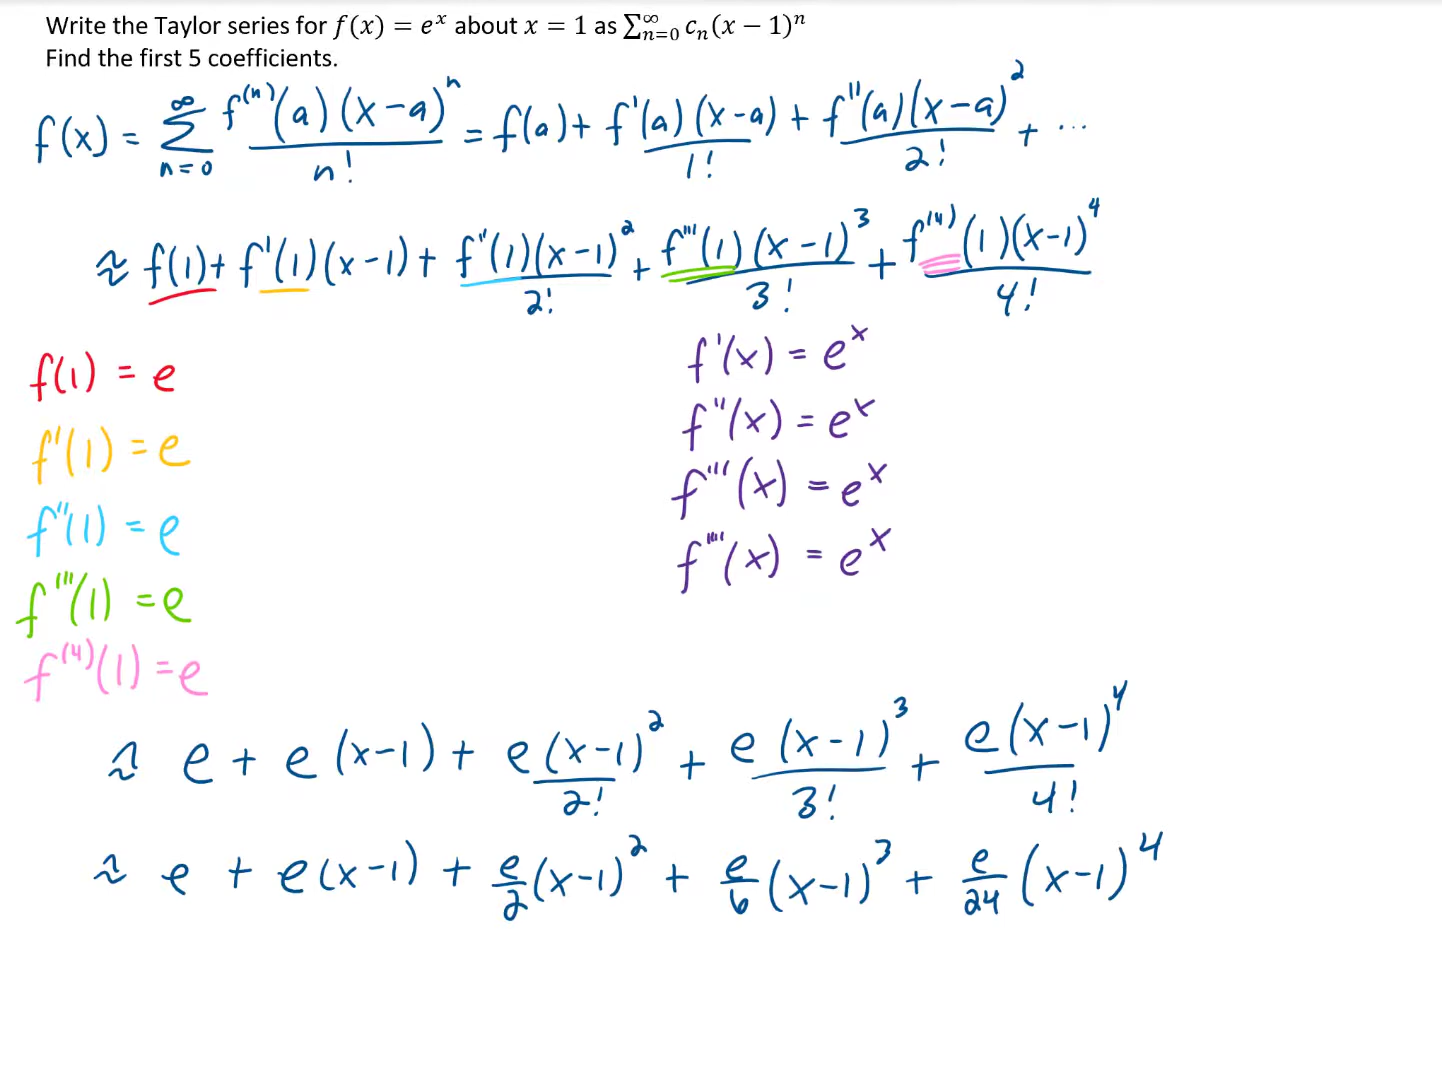 Write the Taylor series for f(x) = e^x about x = 1 as ∑_{n=0}^{∞} c_n(x − 1)^n
Find the first 5 coefficients.
f(x) = ∑_{n=0}^{∞} f^{(n)}(a)(x-a)^n / n! = f(a) + f'(a)(x-a) / 1! + f''(a)(x-a)^2 / 2! + ...
≈ f(1) + f'(1)(x-1) + f''(1)(x-1)^2 / 2! + f'''(1)(x-1)^3 / 3! + f^{(4)}(1)(x-1)^4 / 4!
f(1) = e
f'(1) = e
f''(1) = e
f'''(1) = e
f^{(4)}(1) = e
f'(x) = e^x
f''(x) = e^x
f'''(x) = e^x
f''''(x) = e^x
≈ e + e(x-1) + e(x-1)^2 / 2! + e(x-1)^3 / 3! + e(x-1)^4 / 4!
≈ e + e(x-1) + e/2 (x-1)^2 + e/6 (x-1)^3 + e/24 (x-1)^4